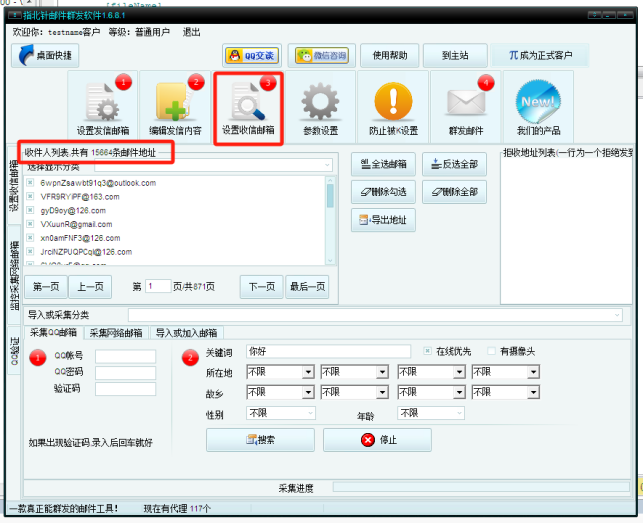 指北针邮件群发软件1.6.8.1
欢迎你: testname客户 等级: 普通用户 退出
桌面快捷 QQ交谈 微信咨询 使用帮助 到主站 成为正式客户
1 2 3 4 New!
设置发信邮箱 编辑发信内容 设置收信邮箱 参数设置 防止被K设置 群发邮件 我们的产品
收件人列表.共有 15664条邮件地址
选择显示分类
6wpnZsawbt91q3@outlook.com
VFR9RYiPF@163.com
gyD9oy@126.com
VXuunR@gmail.com
xn0amFNF3@126.com
JrciNZPUQPCqi@126.com
全选邮箱 反选全部
删除勾选 删除全部
导出地址
拒收地址列表(一行为一个拒绝发到
第一页 上一页 第 1 页/共871页 下一页 最后一页
设置收信邮箱
监控采集网络邮箱
QQ验证
导入或采集分类
采集QQ邮箱 采集网络邮箱 导入或加入邮箱
1 QQ帐号
QQ密码
验证码
如果出现验证码.录入后回车就好
2 关键词 你好 在线优先 有摄像头
所在地 不限 不限 不限 不限
故乡 不限 不限 不限 不限
性别 不限 年龄 不限
搜索 停止
采集进度
一款真正能群发的邮件工具! 现在有代理 117个